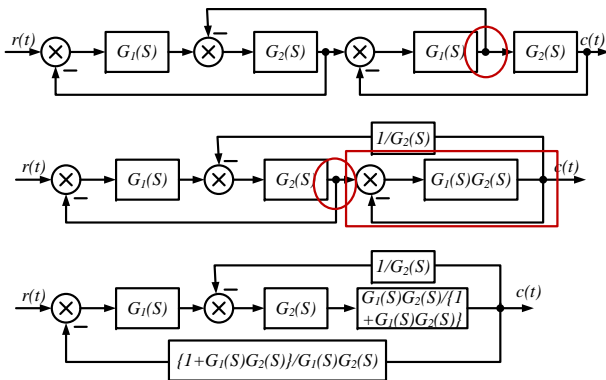 r(t) G₁(S) G₂(S) G₁(S) G₂(S) c(t)
1/G₂(S)
r(t) G₁(S) G₂(S) G₁(S)G₂(S) c(t)
1/G₂(S)
r(t) G₁(S) G₂(S) G₁(S)G₂(S)/{1
+G₁(S)G₂(S)} c(t)
{1+G₁(S)G₂(S)}/G₁(S)G₂(S)